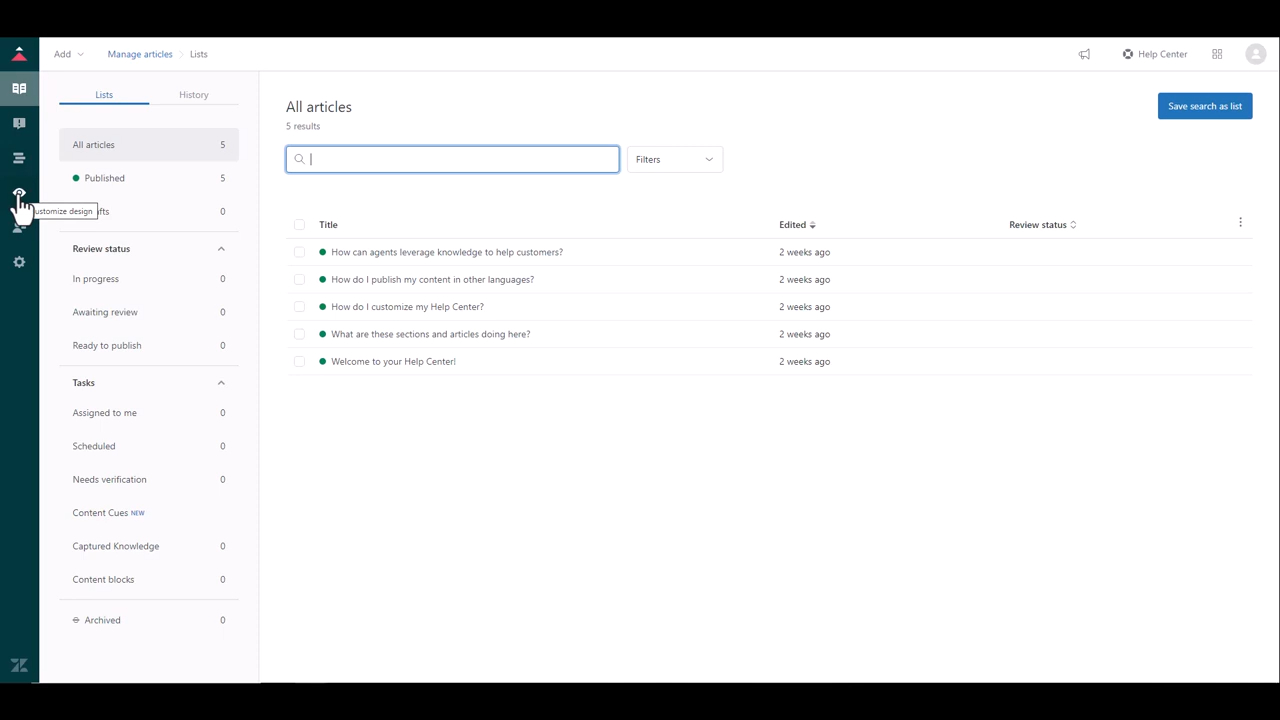 Add
Manage articles
Lists
Help Center
Lists
History
All articles 5
Published 5
0
ustomize design
Review status
In progress 0
Awaiting review 0
Ready to publish 0
Tasks
Assigned to me 0
Scheduled 0
Needs verification 0
Content Cues NEW
Captured Knowledge 0
Content blocks 0
Archived 0
All articles
5 results
Save search as list
Filters
Title Edited Review status
How can agents leverage knowledge to help customers? 2 weeks ago
How do I publish my content in other languages? 2 weeks ago
How do I customize my Help Center? 2 weeks ago
What are these sections and articles doing here? 2 weeks ago
Welcome to your Help Center! 2 weeks ago